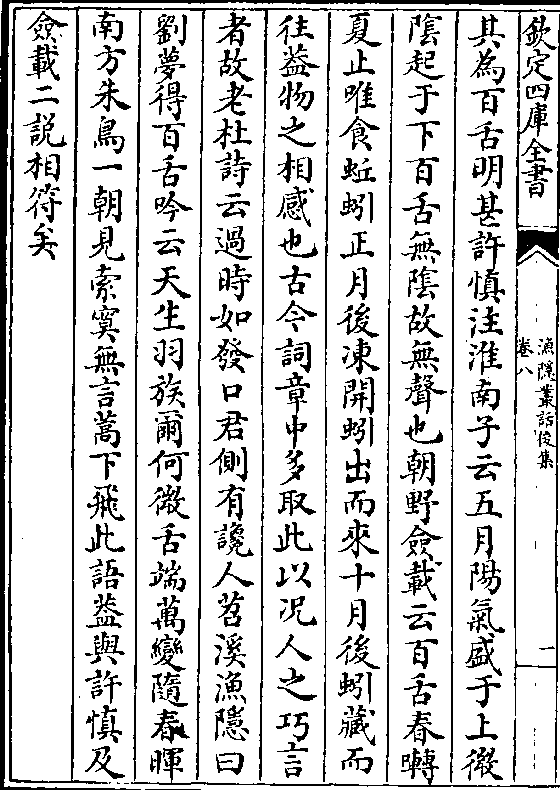 欽定四庫全書
漁隠叢話後集
卷八
一
其為百舌明甚許慎注淮南子云五月陽氣盛于上微
隂起于下百舌無隂故無聲也朝野僉載云百舌春囀
夏止唯食蚯蚓正月後凍開蚓出而來十月後蚓藏而
往葢物之相感也古今詞章中多取此以况人之巧言
者故老杜詩云過時如發口君側有讒人苕溪漁隱曰
劉夢得百舌吟云天生羽族爾何微舌端萬變隨春暉
南方朱鳥一朝見索寞無言蒿下飛此語葢與許慎及
僉載二説相符矣